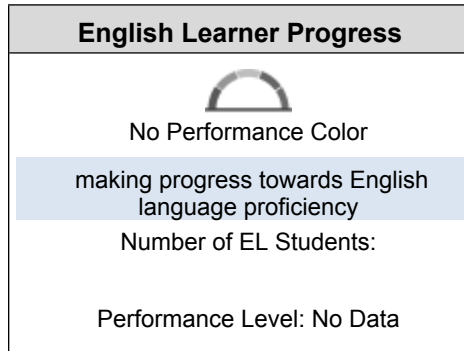 English Learner Progress
No Performance Color
making progress towards English
language proficiency
Number of EL Students:
Performance Level: No Data